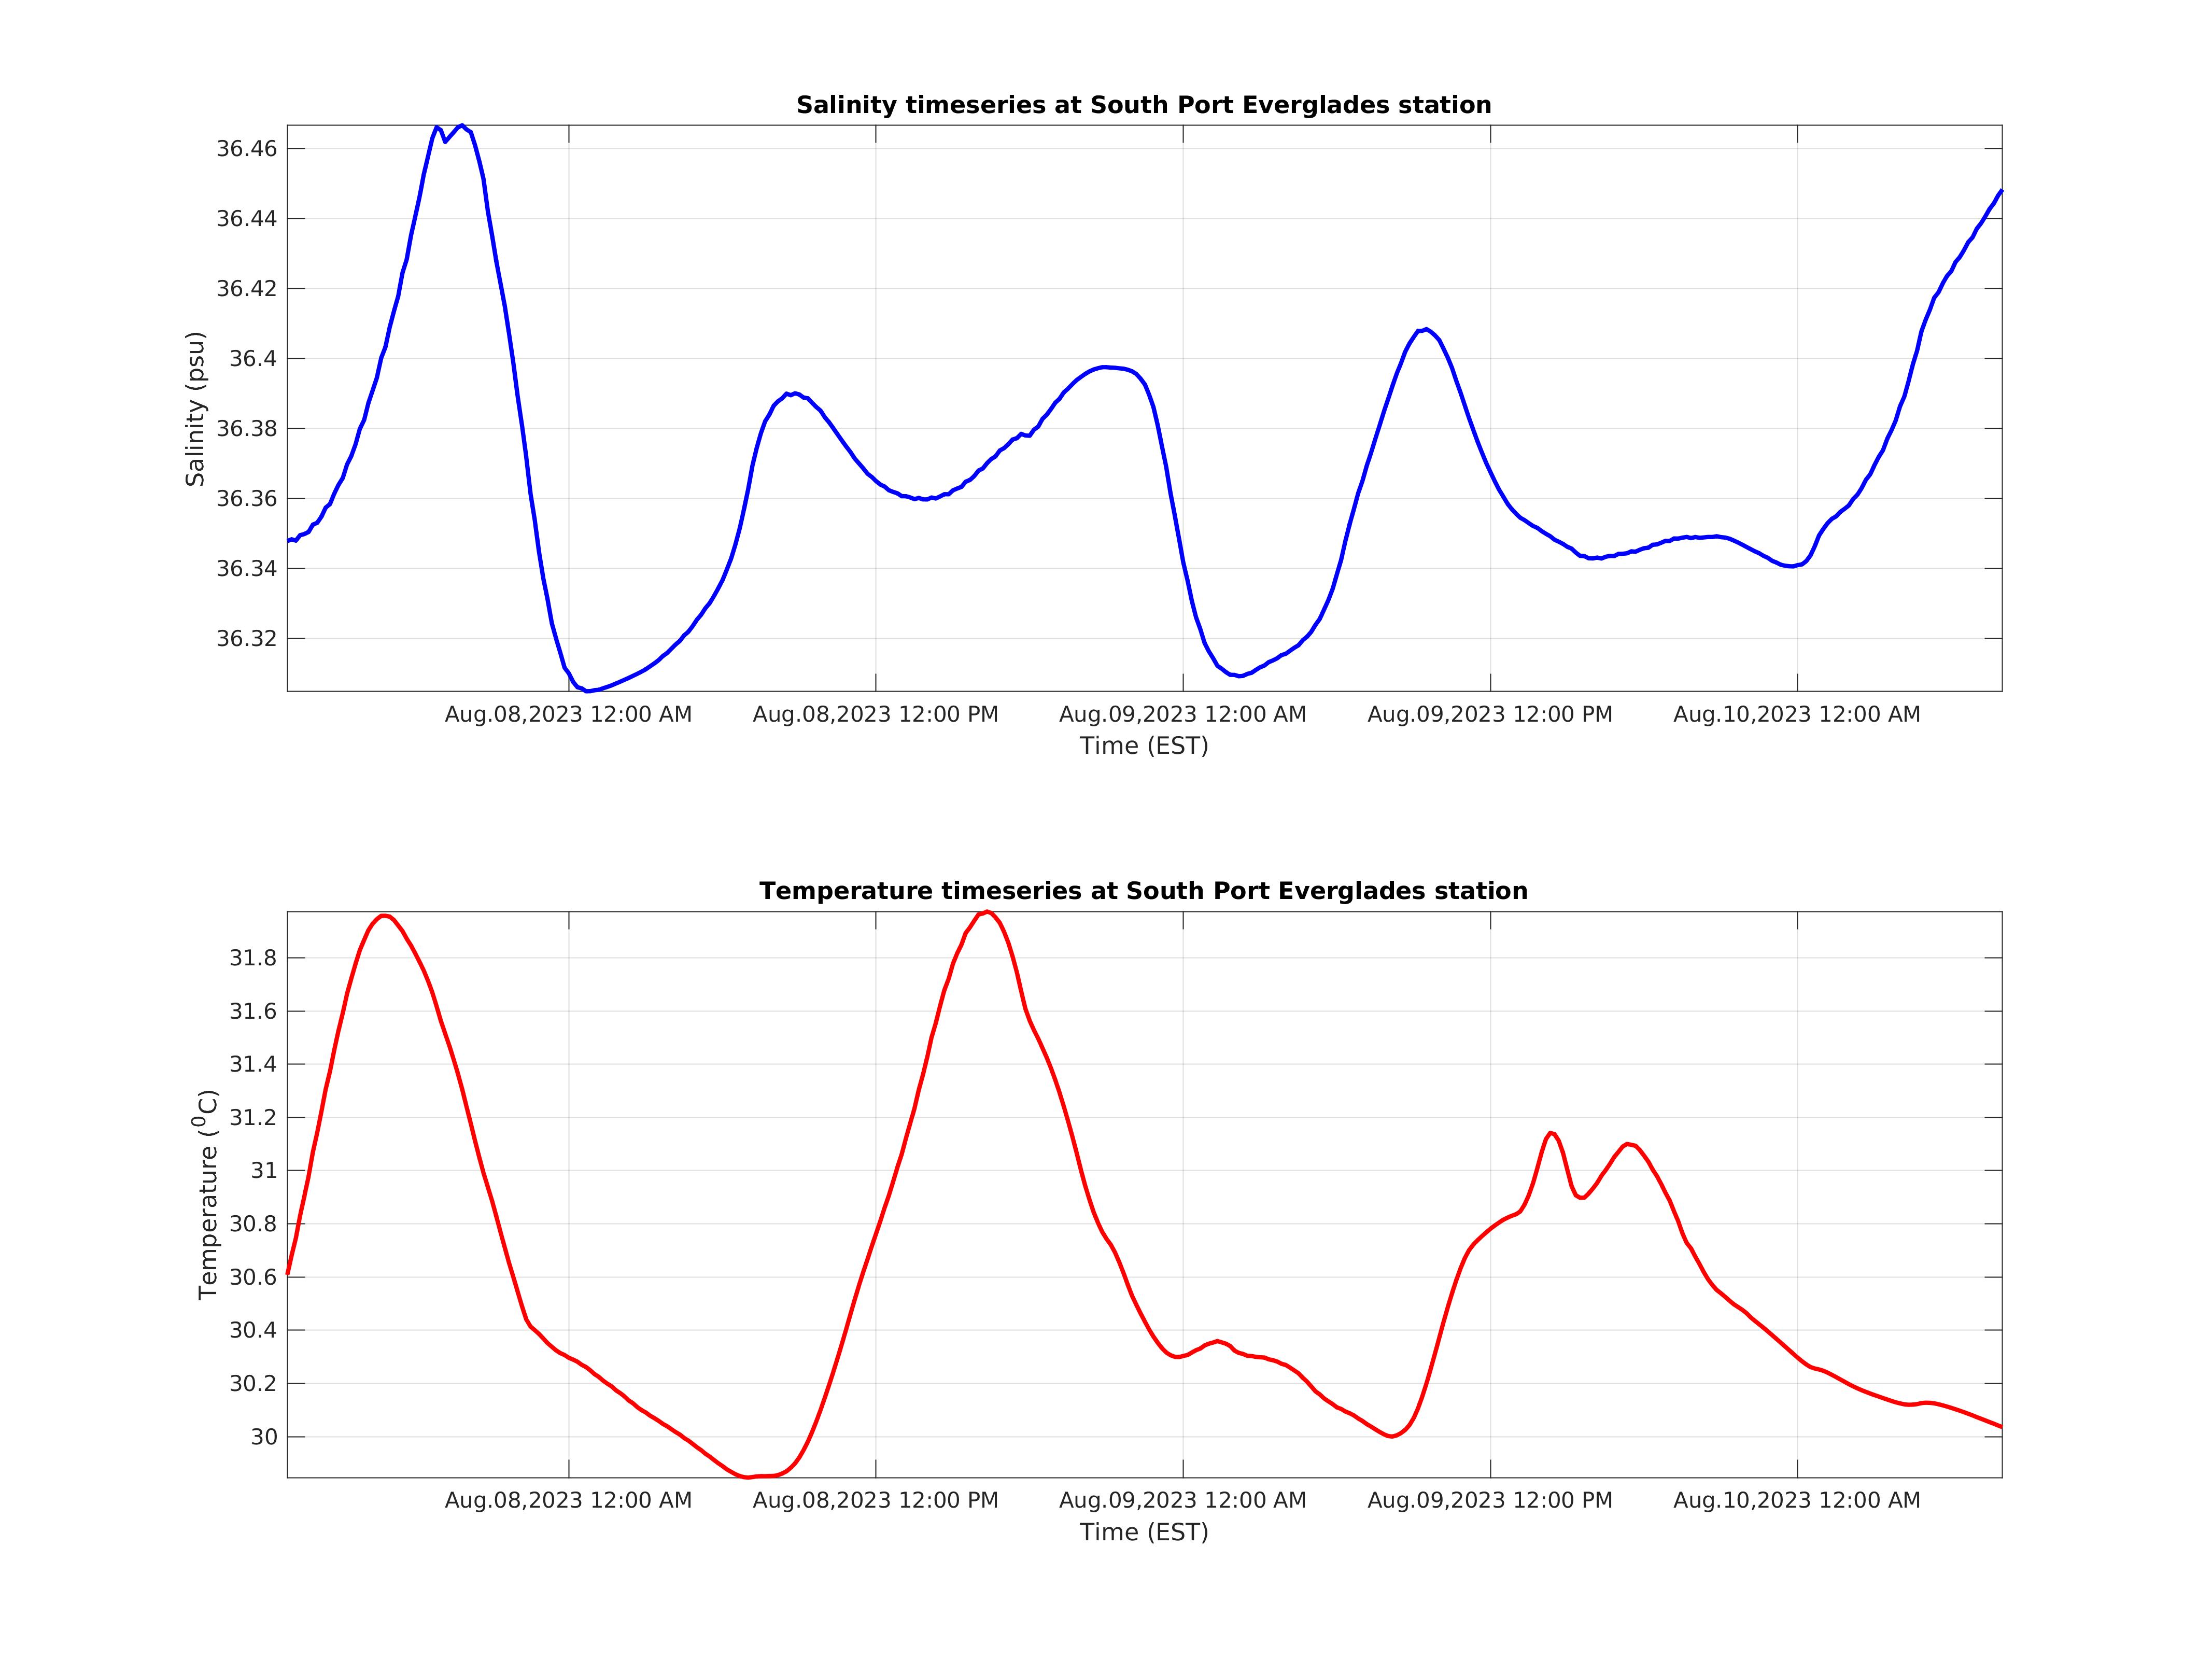 Salinity timeseries at South Port Everglades station
36.46
36.44
36.42
36.4
36.38
36.36
36.34
36.32
Salinity (psu)
Aug.08,2023 12:00 AM Aug.08,2023 12:00 PM Aug.09,2023 12:00 AM Aug.09,2023 12:00 PM Aug.10,2023 12:00 AM
Time (EST)
Temperature timeseries at South Port Everglades station
31.8
31.6
31.4
31.2
31
30.8
30.6
30.4
30.2
30
Temperature (⁰C)
Aug.08,2023 12:00 AM Aug.08,2023 12:00 PM Aug.09,2023 12:00 AM Aug.09,2023 12:00 PM Aug.10,2023 12:00 AM
Time (EST)